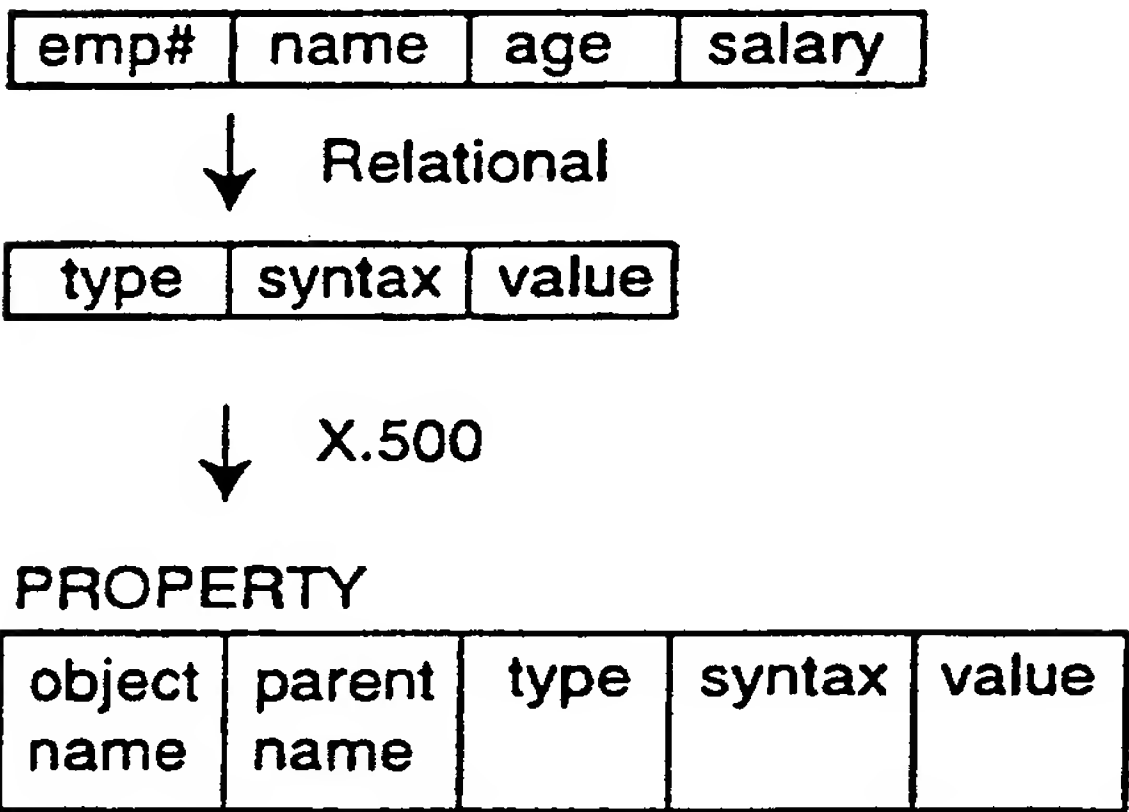 emp# name age salary
Relational
type syntax value
X.500
PROPERTY
object parent type syntax value
name name